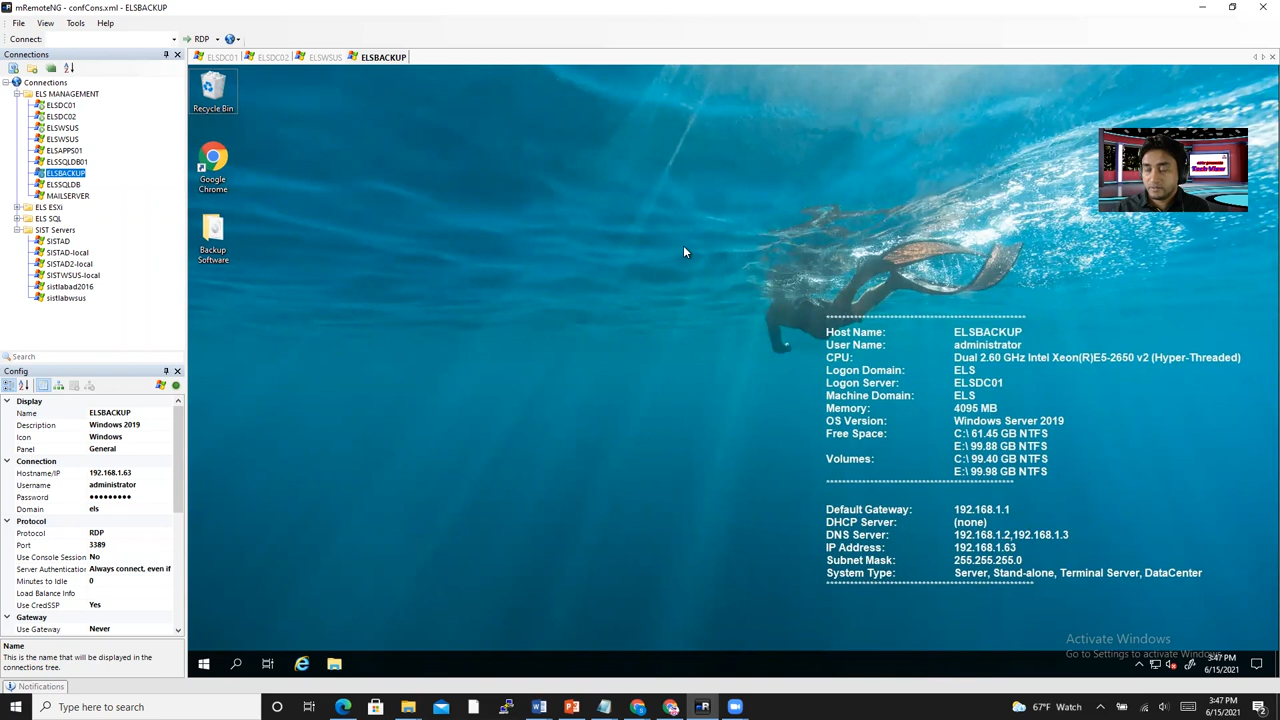 mRemoteNG - confCons.xml - ELSBACKUP
File View Tools Help
Connect: RDP
Connections
ELSDC01 ELSDC02 ELSWSUS ELSBACKUP
Connections
ELS MANAGEMENT
ELSDC01
ELSDC02
ELSWSUS
ELSWSUS
ELSAPPS01
ELSSQLDB01
ELSBACKUP
ELSSQLDB
MAILSERVER
ELS ESXi
ELS SQL
SIST Servers
SISTAD
SISTAD-local
SISTAD2-local
SISTWSUS-local
sistlabad2016
sistlabwsus
Search
Config
Display
Name ELSBACKUP
Description Windows 2019
Icon Windows
Panel General
Connection
Hostname/IP 192.168.1.63
Username administrator
Password ●●●●●●●●●
Domain els
Protocol
Protocol RDP
Port 3389
Use Console Session No
Server Authentication Always connect, even if
Minutes to Idle 0
Load Balance Info
Use CredSSP Yes
Gateway
Use Gateway Never
Name
This is the name that will be displayed in the
connections tree.
Notifications
Recycle Bin
Google
Chrome
Backup
Software
Tech View
Host Name: ELSBACKUP
User Name: administrator
CPU: Dual 2.60 GHz Intel Xeon(R)E5-2650 v2 (Hyper-Threaded)
Logon Domain: ELS
Logon Server: ELSDC01
Machine Domain: ELS
Memory: 4095 MB
OS Version: Windows Server 2019
Free Space: C:\ 61.45 GB NTFS
E:\ 99.88 GB NTFS
Volumes: C:\ 99.40 GB NTFS
E:\ 99.98 GB NTFS
Default Gateway: 192.168.1.1
DHCP Server: (none)
DNS Server: 192.168.1.2,192.168.1.3
IP Address: 192.168.1.63
Subnet Mask: 255.255.255.0
System Type: Server, Stand-alone, Terminal Server, DataCenter
Activate Windows
Go to Settings to activate Windows.
3:47 PM
6/15/2021
Type here to search
67°F Watch
3:47 PM
6/15/2021
2